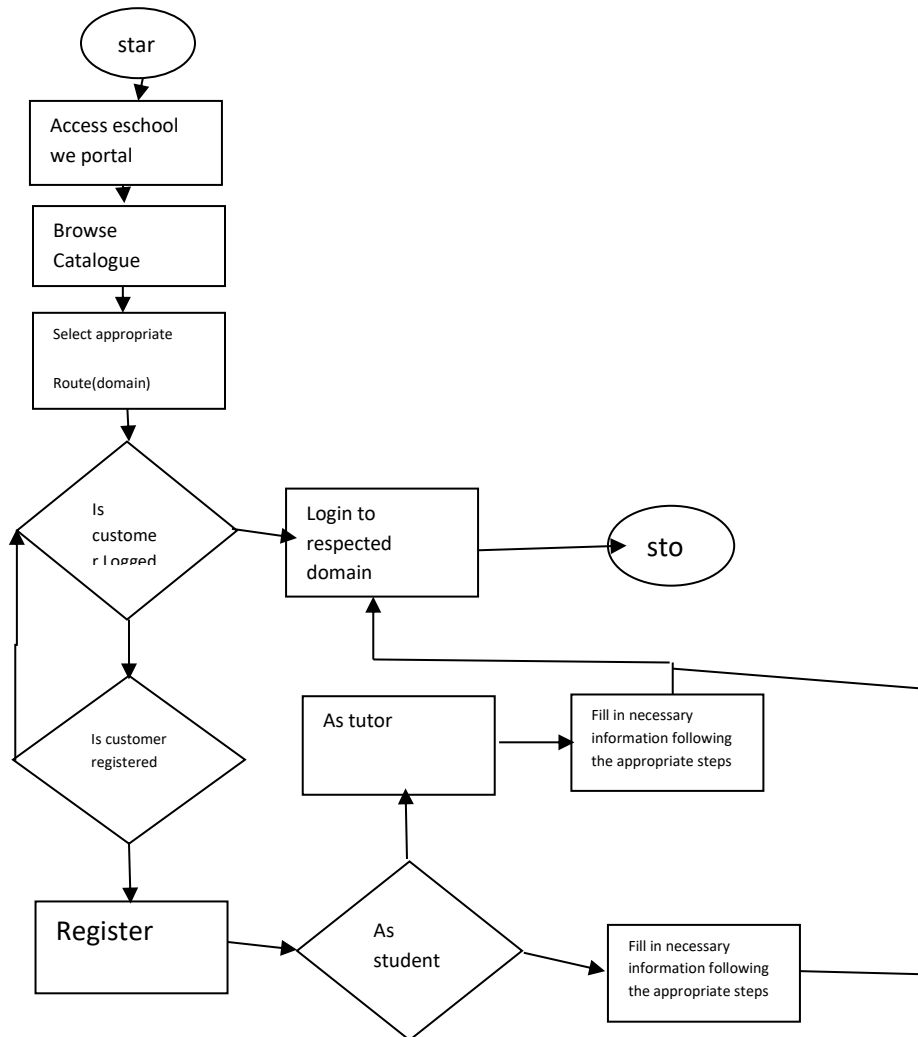 star
Access eschool
we portal
Browse
Catalogue
Select appropriate
Route(domain)
Is
custome
r Logged
Login to
respected
domain
sto
Is customer
registered
As tutor
Fill in necessary
information following
the appropriate steps
Register
As
student
Fill in necessary
information following
the appropriate steps